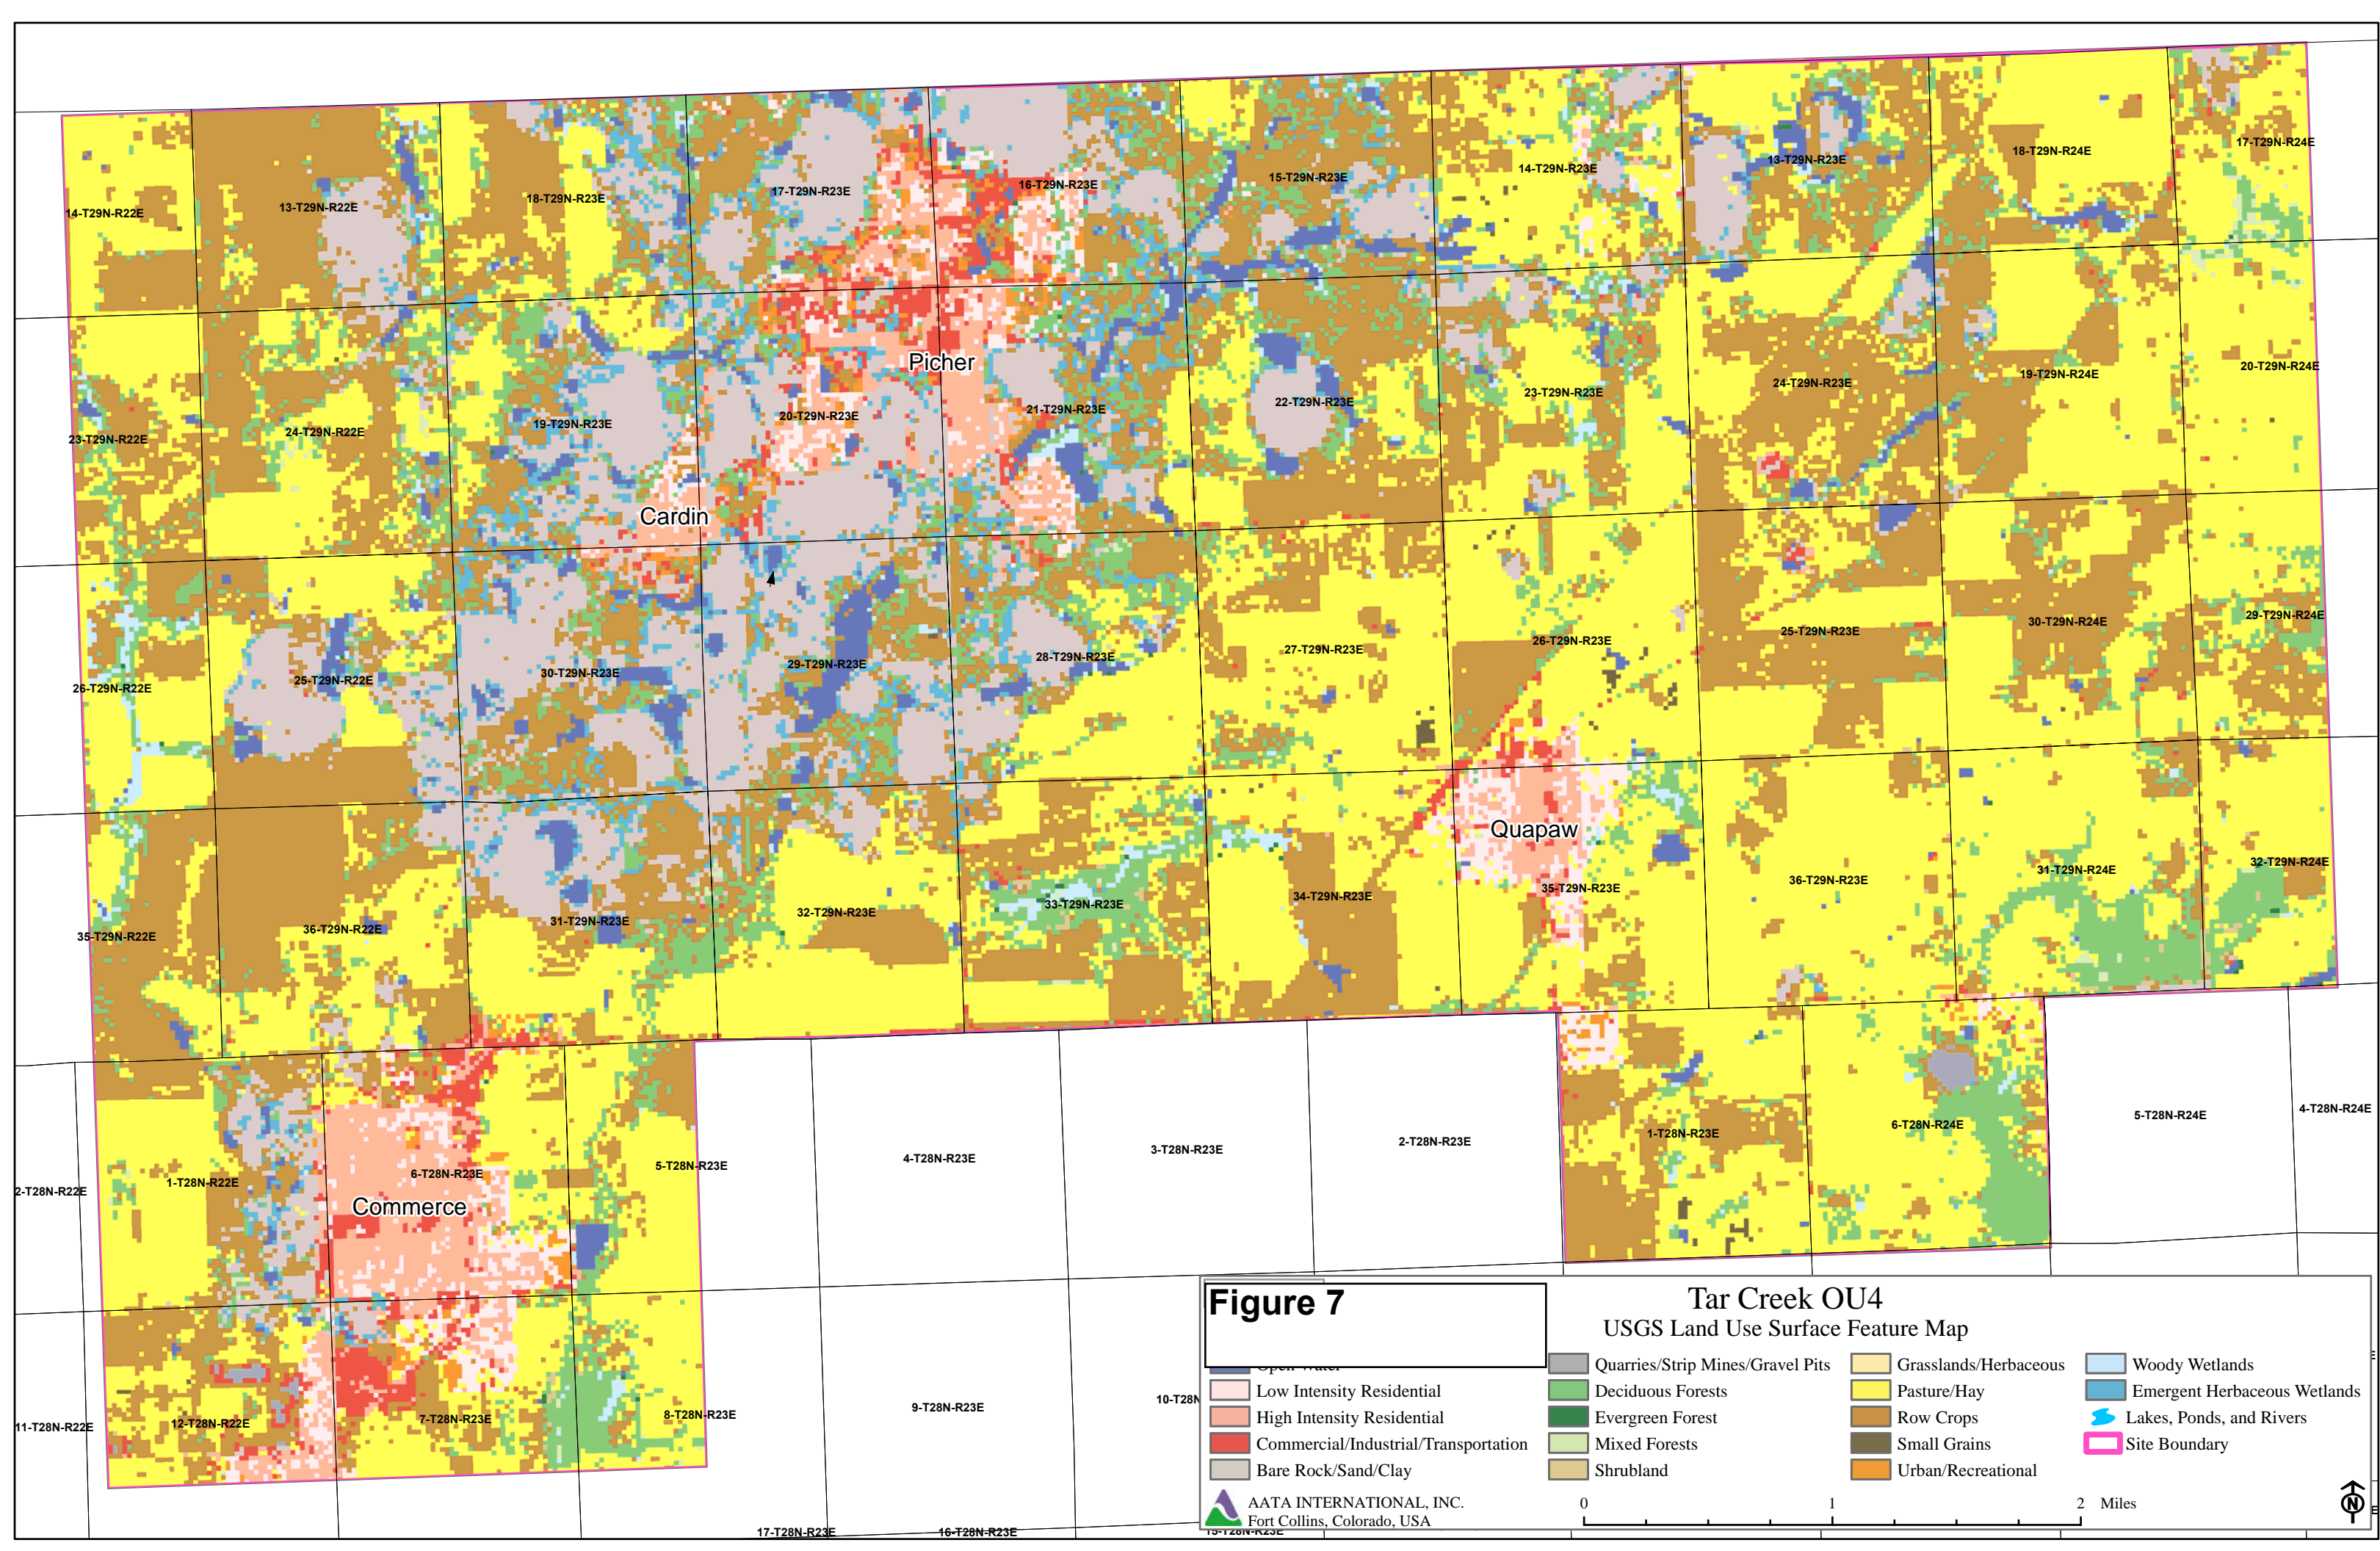 17-T29N-R24E
18-T29N-R24E
13-T29N-R23E
14-T29N-R23E
15-T29N-R23E
16-T29N-R23E
17-T29N-R23E
18-T29N-R23E
13-T29N-R22E
14-T29N-R22E
Picher
20-T29N-R24E
19-T29N-R24E
24-T29N-R23E
23-T29N-R23E
22-T29N-R23E
21-T29N-R23E
20-T29N-R23E
19-T29N-R23E
24-T29N-R22E
23-T29N-R22E
Cardin
29-T29N-R24E
30-T29N-R24E
25-T29N-R23E
26-T29N-R23E
27-T29N-R23E
28-T29N-R23E
29-T29N-R23E
30-T29N-R23E
25-T29N-R22E
26-T29N-R22E
Quapaw
32-T29N-R24E
31-T29N-R24E
36-T29N-R23E
35-T29N-R23E
34-T29N-R23E
33-T29N-R23E
32-T29N-R23E
31-T29N-R23E
36-T29N-R22E
35-T29N-R22E
4-T28N-R24E
5-T28N-R24E
6-T28N-R24E
1-T28N-R23E
2-T28N-R23E
3-T28N-R23E
4-T28N-R23E
5-T28N-R23E
6-T28N-R23E
1-T28N-R22E
2-T28N-R22E
Commerce
10-T28N
9-T28N-R23E
8-T28N-R23E
7-T28N-R23E
12-T28N-R22E
11-T28N-R22E
17-T28N-R23E
16-T28N-R23E
15-T28N-R23E
Figure 7
Tar Creek OU4
USGS Land Use Surface Feature Map
Open Water
Low Intensity Residential
High Intensity Residential
Commercial/Industrial/Transportation
Bare Rock/Sand/Clay
Quarries/Strip Mines/Gravel Pits
Deciduous Forests
Evergreen Forest
Mixed Forests
Shrubland
Grasslands/Herbaceous
Pasture/Hay
Row Crops
Small Grains
Urban/Recreational
Woody Wetlands
Emergent Herbaceous Wetlands
Lakes, Ponds, and Rivers
Site Boundary
AATA INTERNATIONAL, INC.
Fort Collins, Colorado, USA
0 1 2 Miles
N